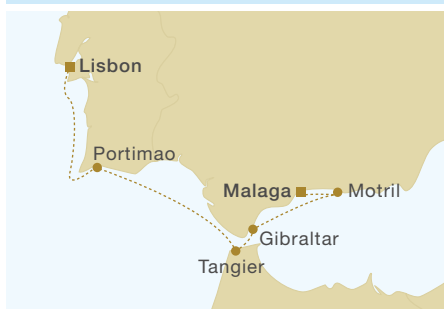 Lisbon
Portimao
Malaga
Motril
Gibraltar
Tangier